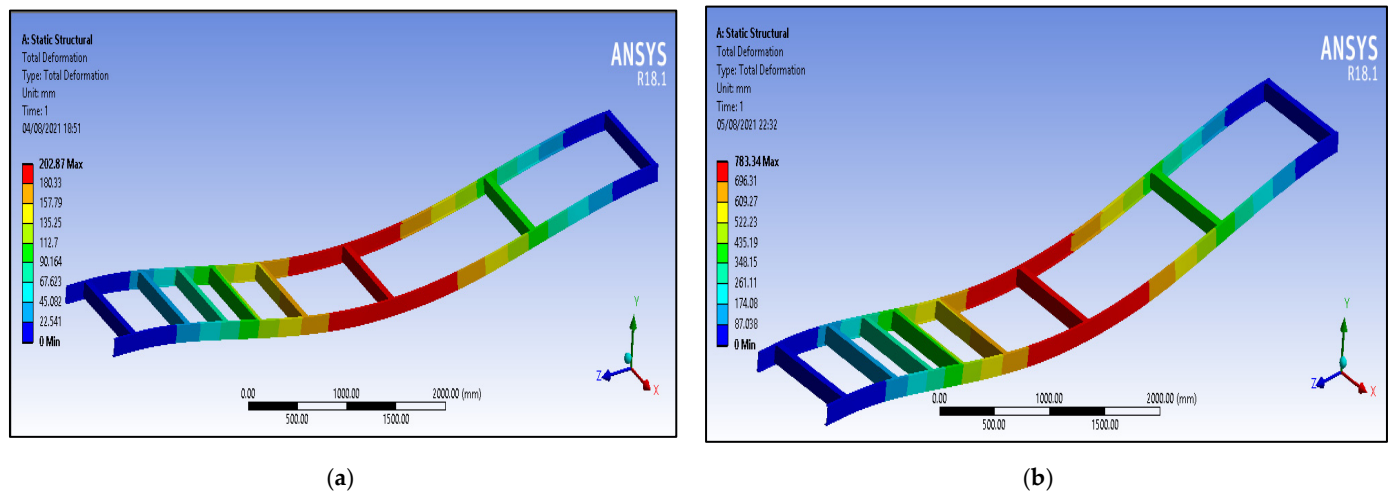 A: Static Structural
Total Deformation
Type: Total Deformation
Unit: mm
Time: 1
04/08/2021 18:51
202.87 Max
180.33
157.79
135.25
112.7
90.164
67.623
45.082
22.541
0 Min
ANSYS
R18.1
0.00 1000.00 2000.00 (mm)
500.00 1500.00
Y
Z
X
(a)
A: Static Structural
Total Deformation
Type: Total Deformation
Unit: mm
Time: 1
05/08/2021 22:32
783.34 Max
696.31
609.27
522.23
435.19
348.15
261.11
174.08
87.038
0 Min
ANSYS
R18.1
0.00 1000.00 2000.00 (mm)
500.00 1500.00
Y
Z
X
(b)